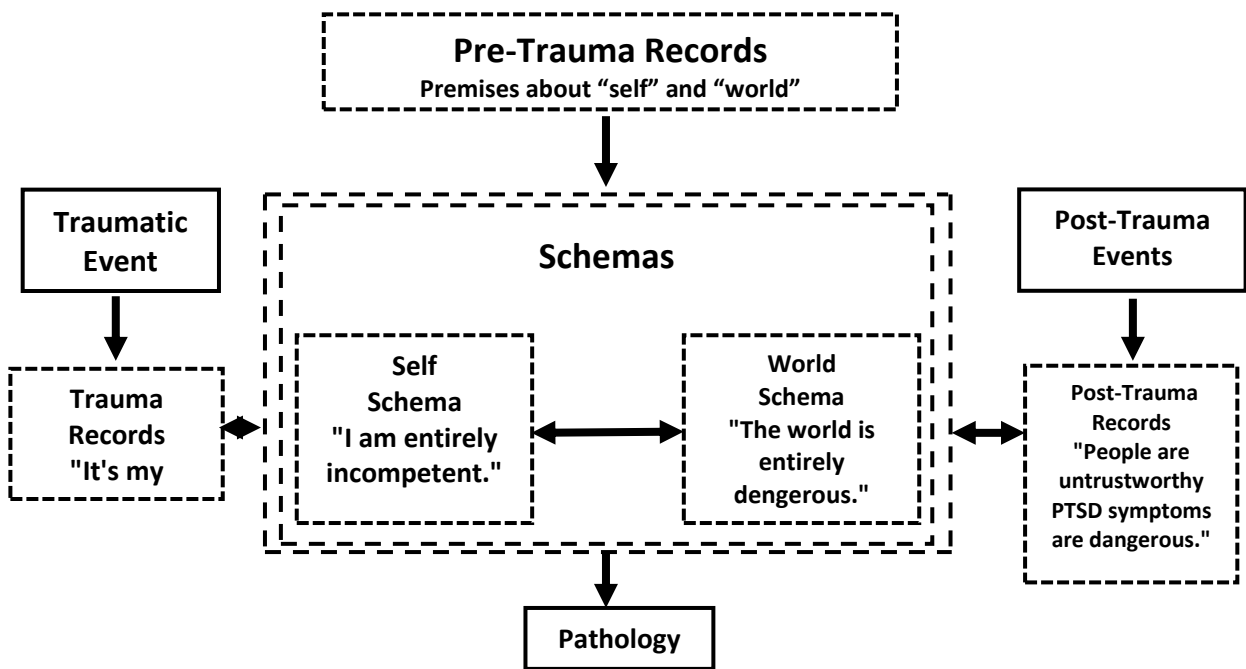 Pre-Trauma Records
Premises about “self” and “world”
Traumatic
Event
Schemas
Post-Trauma
Events
Trauma
Records
"It's my
Self
Schema
"I am entirely
incompetent."
World
Schema
"The world is
entirely
dengerous."
Post-Trauma
Records
"People are
untrustworthy
PTSD symptoms
are dangerous."
Pathology